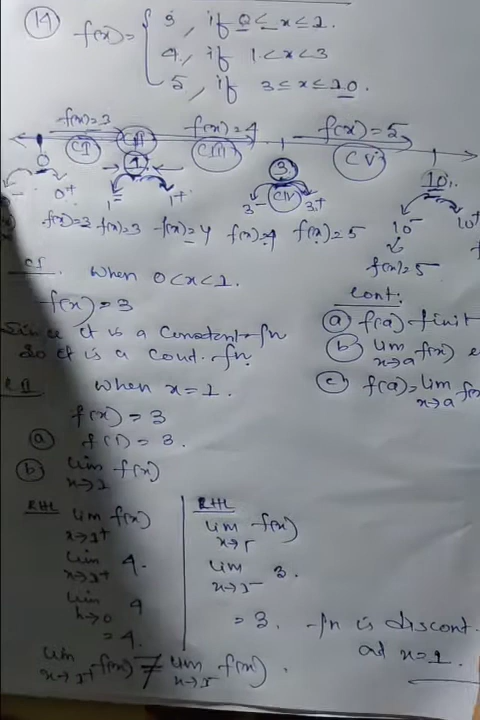 14 f(x) = { 3, if 0 ≤ x ≤ 1.
4, if 1 < x < 3
5, if 3 ≤ x ≤ 10.
f(x)=3 f(x)=4 f(x)=5
CI CII CIII CV
0 1 3 10
0+ 1- 1+ 3- CIV 3+ 10- 10+
f(x)=3 f(x)=3 f(x)=4 f(x)=4 f(x)=5
f(x)=5
CI. When 0<x<1.
f(x) = 3
Since it is a constant fn
So it is a cont. fn.
cont:
(a) f(a) finit
(b) lim x→a f(x) e
(c) f(a) = lim x→a f(x
CII When x = 1.
f(x) = 3
(a) f(1) = 3.
(b) lim x→1 f(x)
RHL lim x→1+ f(x)
lim x→1+ 4.
lim h→0 4
= 4.
LHL
lim x→1- f(x)
lim x→1- 3.
= 3. fn is discont.
at x=1.
lim x→1+ f(x) ≠ lim x→1- f(x).